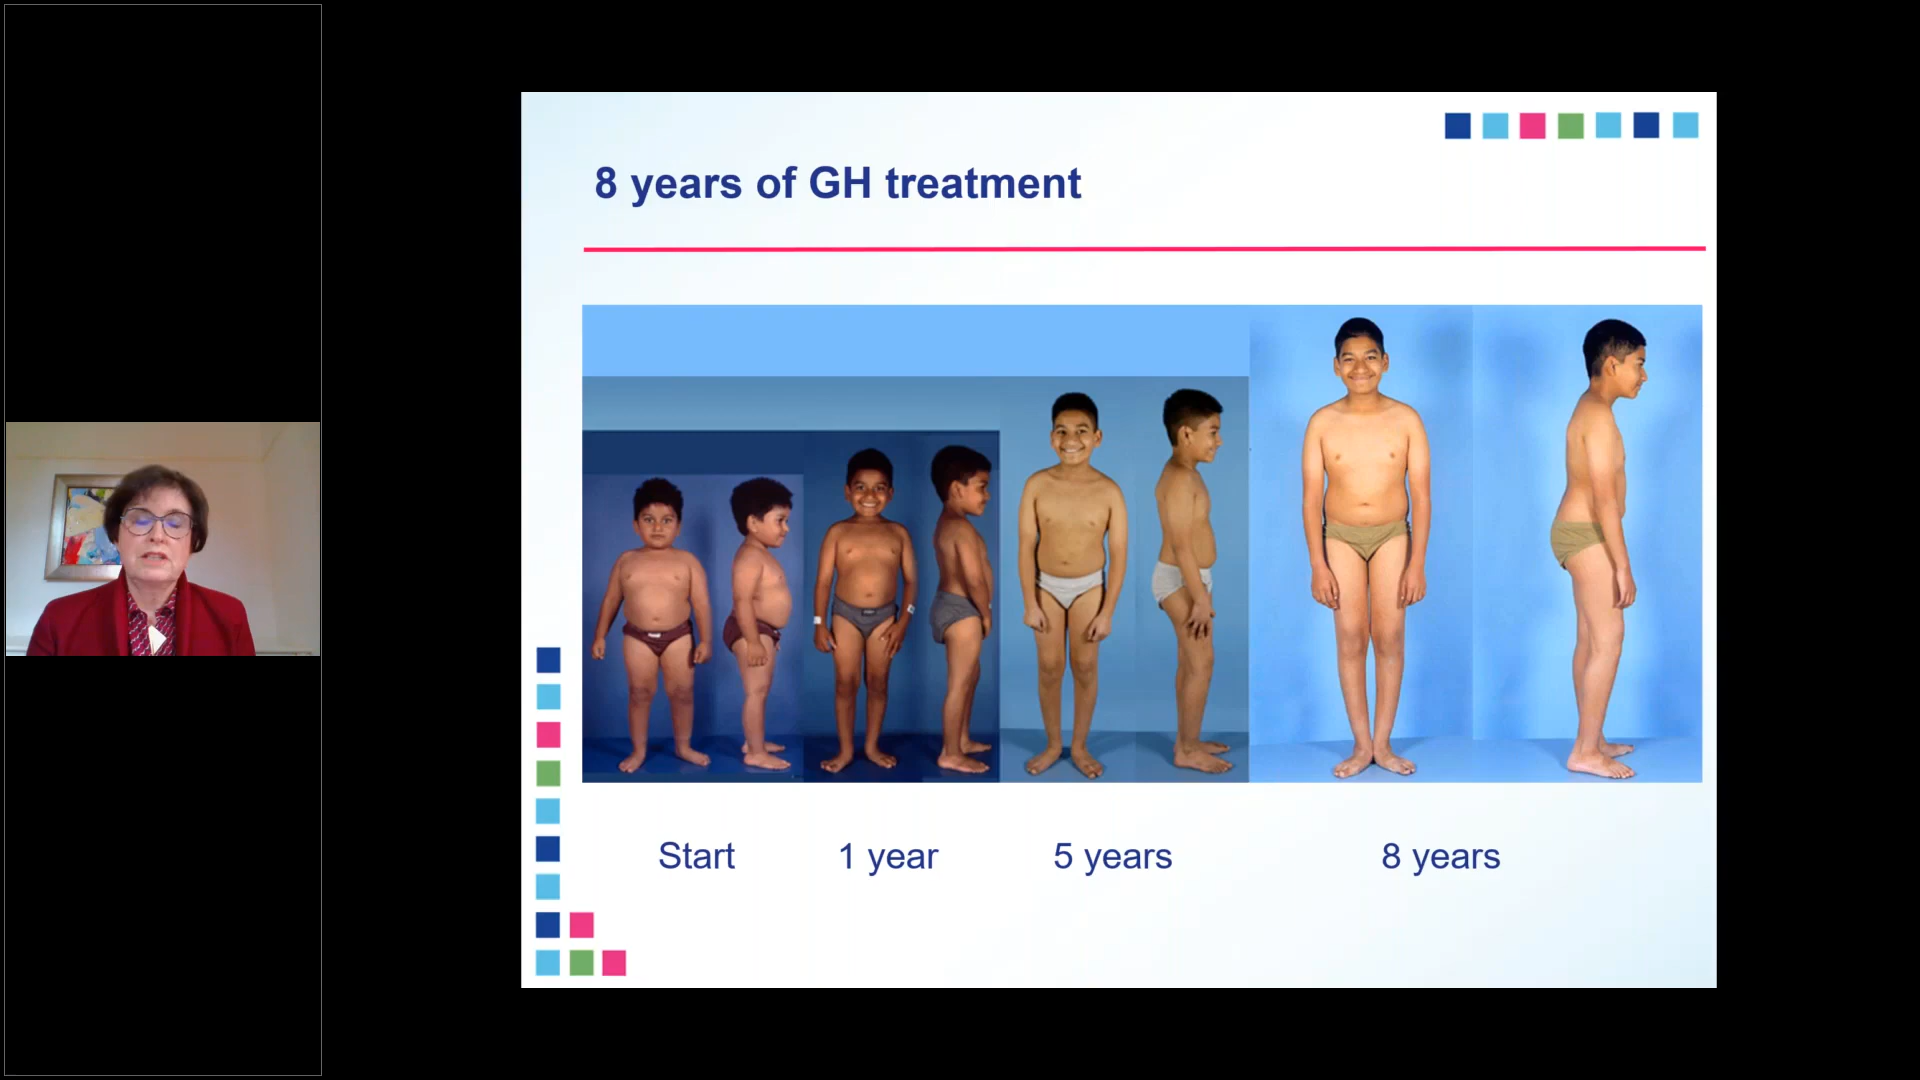 8 years of GH treatment
Start
1 year
5 years
8 years